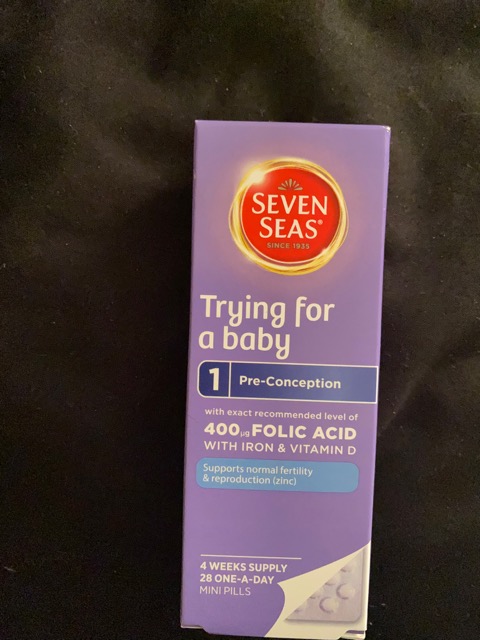 SEVEN
SEAS®
SINCE 1935
Trying for
a baby
1 Pre-Conception
with exact recommended level of
400µg FOLIC ACID
WITH IRON & VITAMIN D
Supports normal fertility
& reproduction (zinc)
4 WEEKS SUPPLY
28 ONE-A-DAY
MINI PILLS